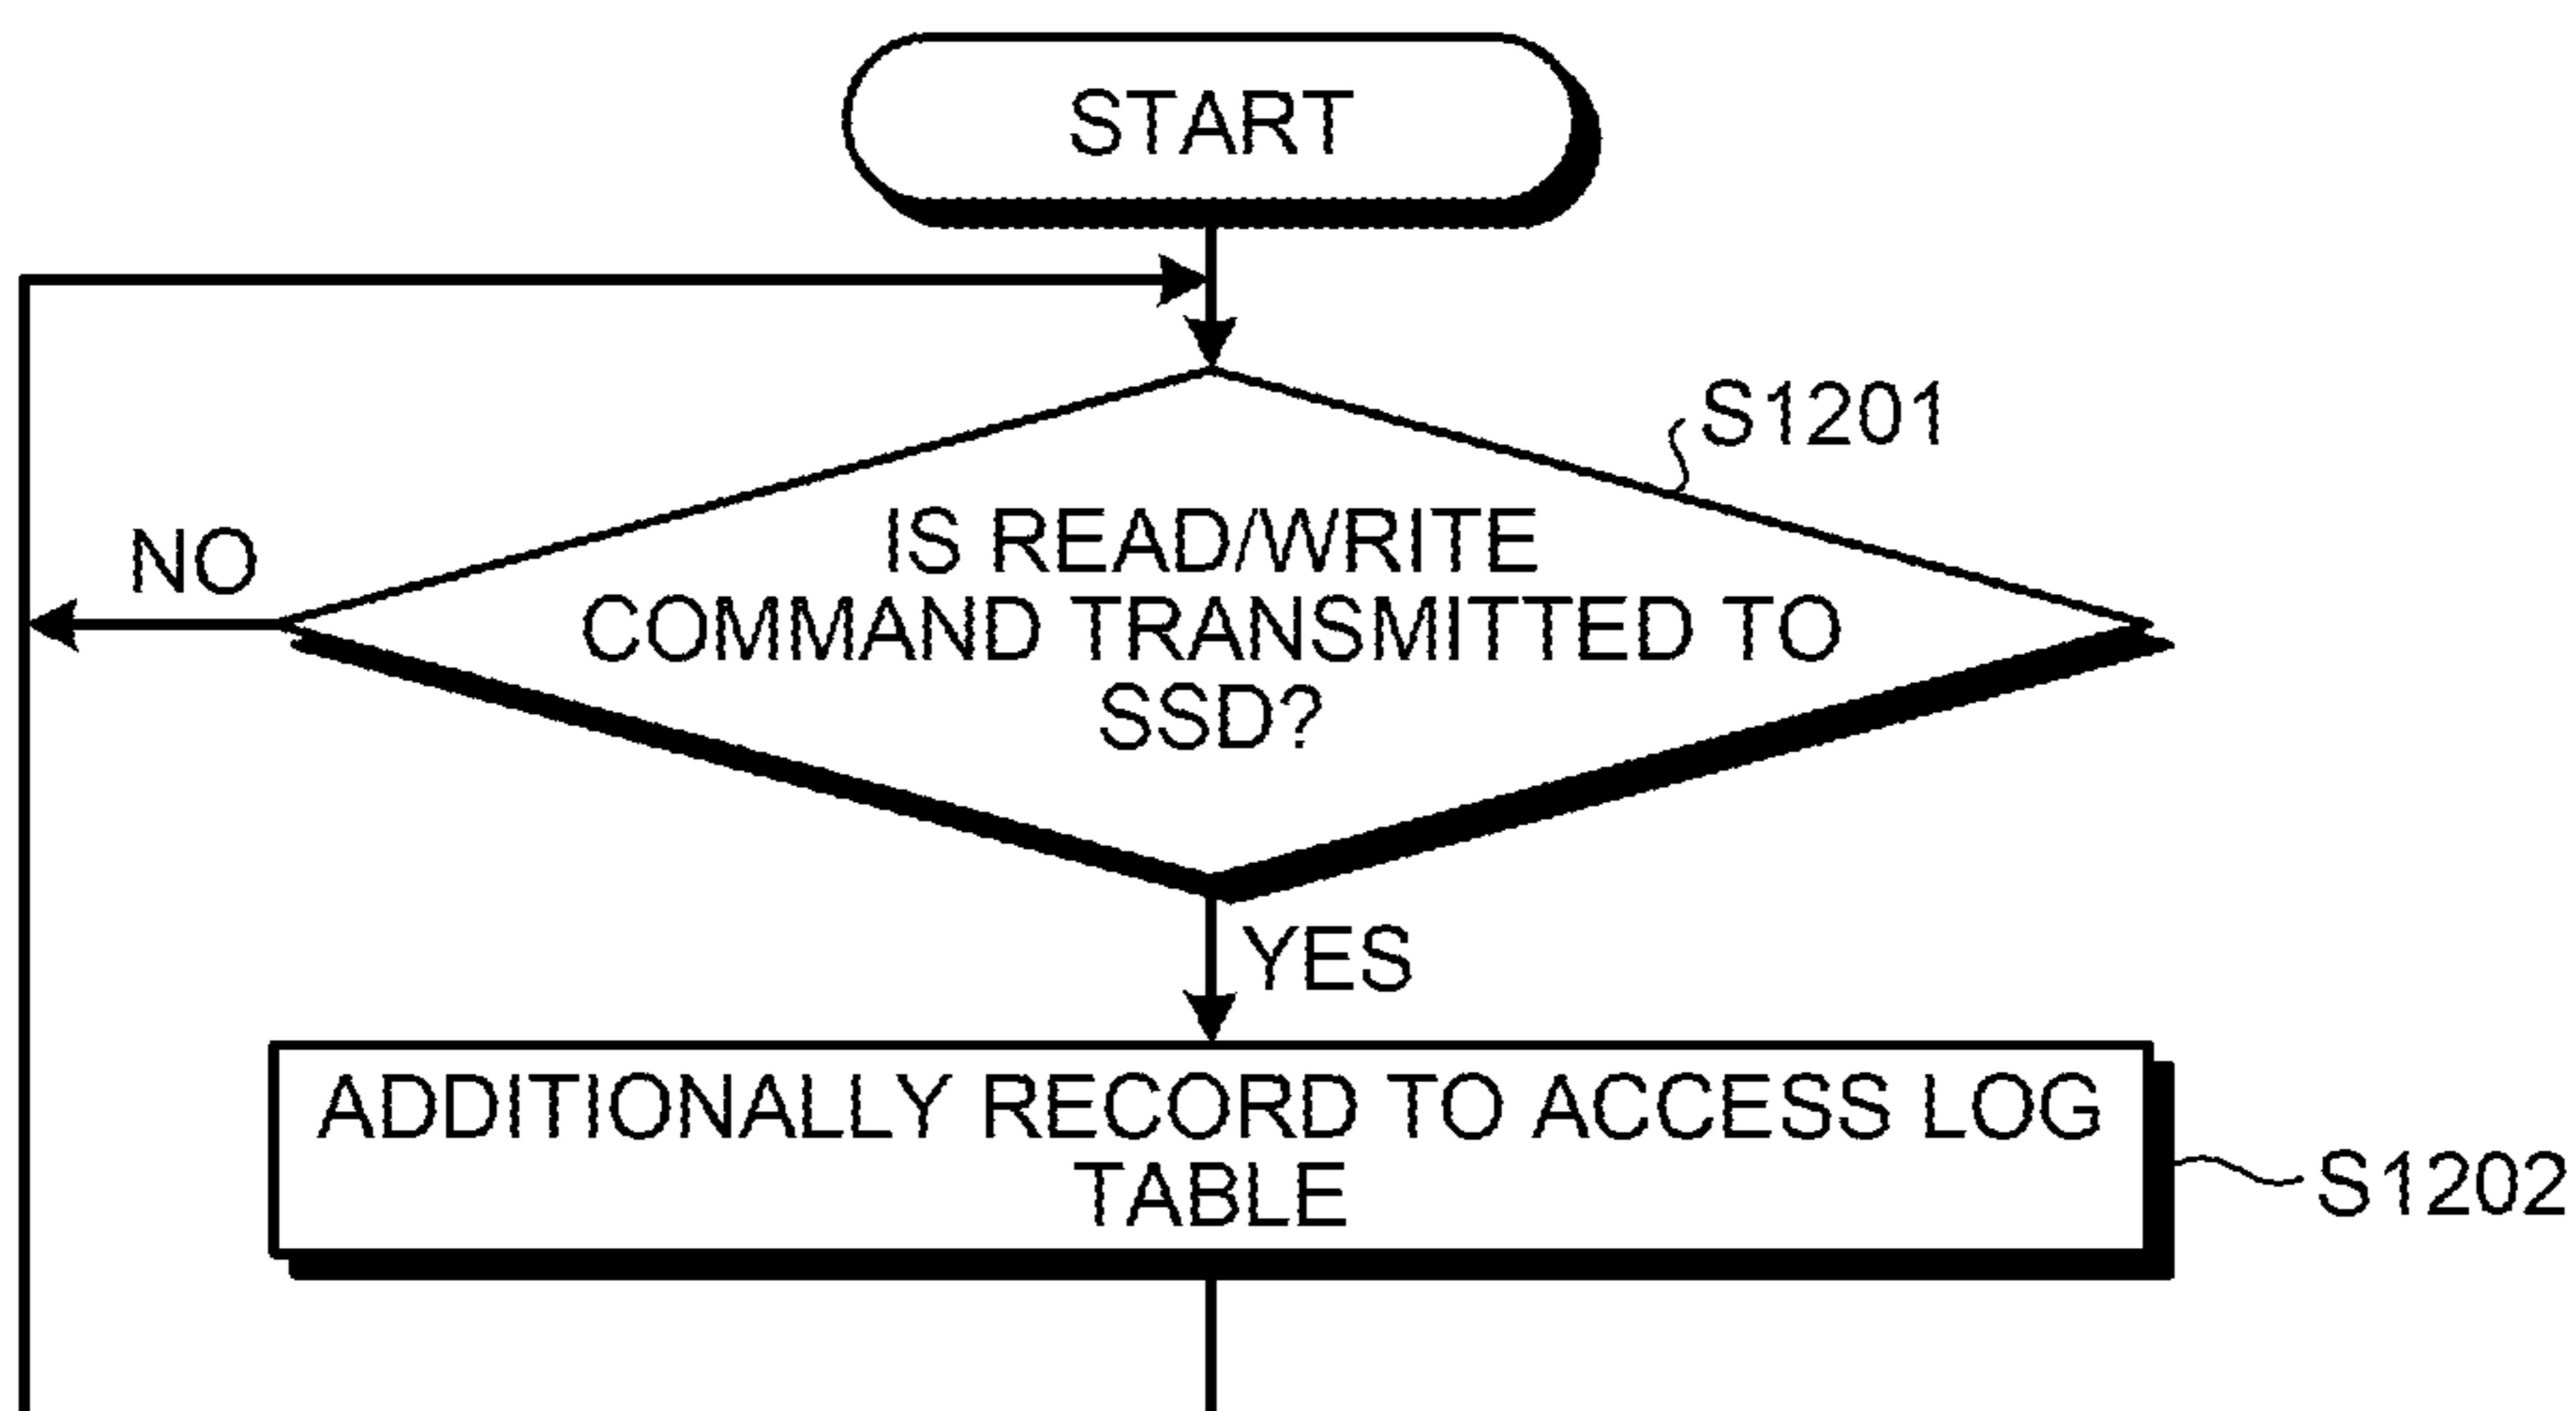 START
S1201
NO
IS READ/WRITE
COMMAND TRANSMITTED TO
SSD?
YES
ADDITIONALLY RECORD TO ACCESS LOG
TABLE
S1202